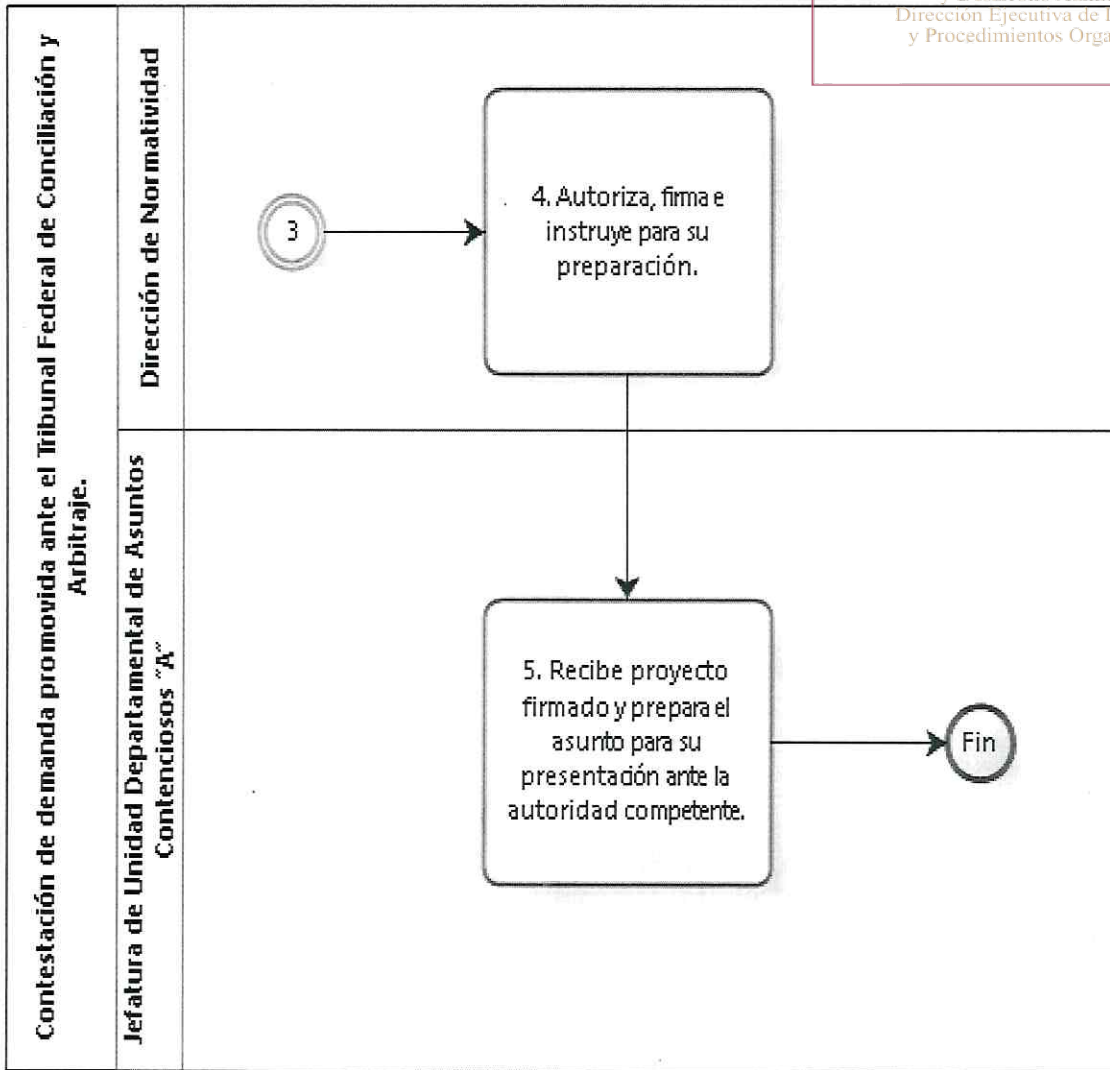 Dirección Ejecutiva de
y Procedimientos
Contestación de demanda promovida ante el Tribunal Federal de Conciliación y
Arbitraje.
Dirección de Normatividad
3
4. Autoriza, firma e
instruye para su
preparación.
Jefatura de Unidad Departamental de Asuntos
Contenciosos "A"
5. Recibe proyecto
firmado y prepara el
asunto para su
presentación ante la
autoridad competente.
Fin